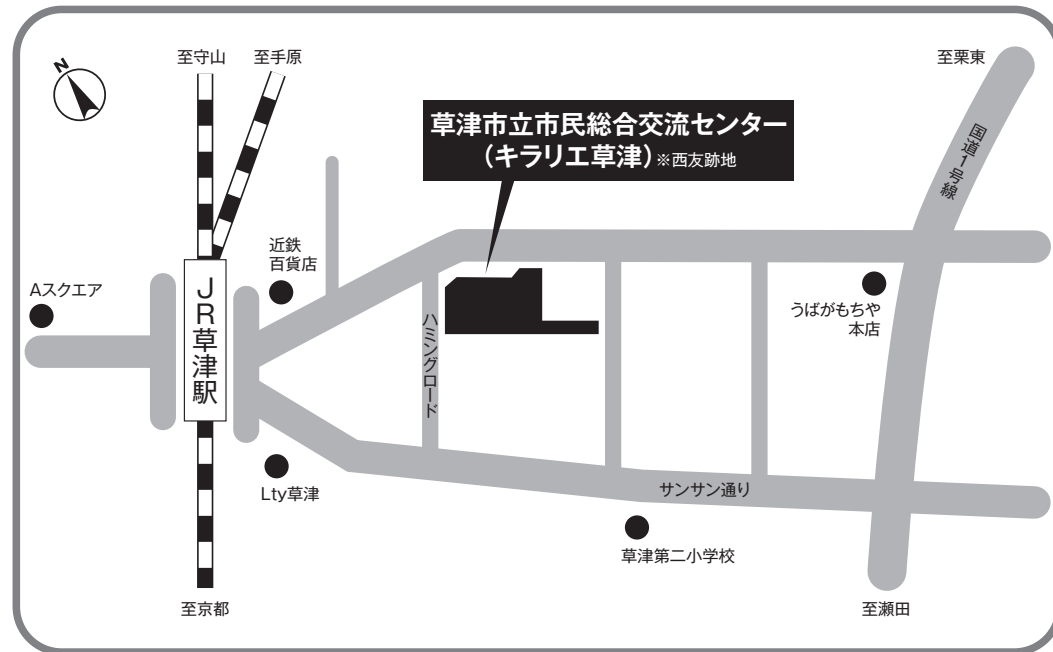 N
至守山
至手原
至栗東
草津市立市民総合交流センター
（キラリエ草津）※西友跡地
国道1号線
近鉄
百貨店
Aスクエア
JR草津駅
ハミングロード
うばがもちや
本店
Lty草津
サンサン通り
草津第二小学校
至京都
至瀬田